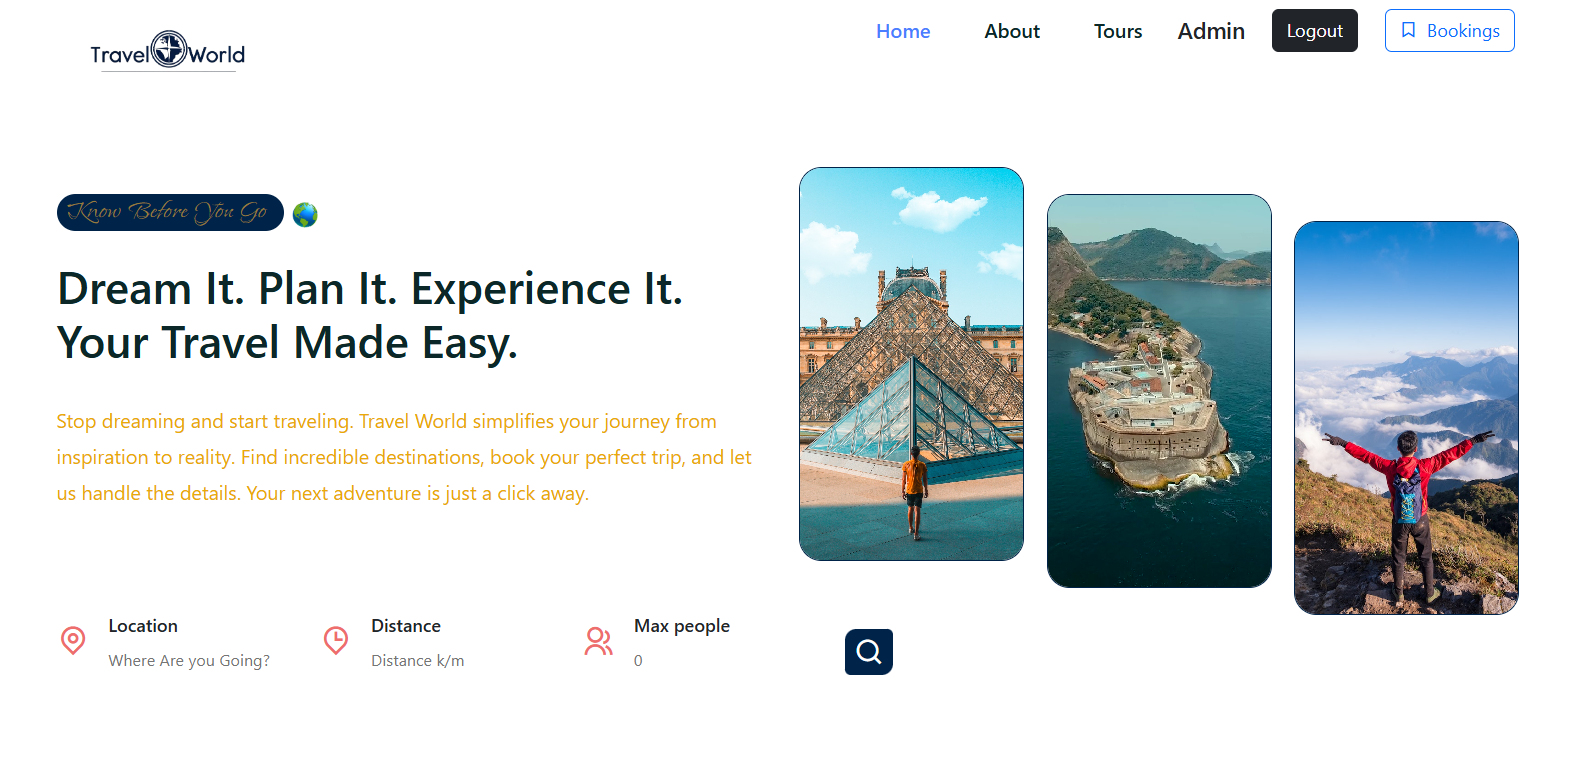 Travel World
Home About Tours Admin Logout Bookings
Know Before You Go
Dream It. Plan It. Experience It.
Your Travel Made Easy.
Stop dreaming and start traveling. Travel World simplifies your journey from
inspiration to reality. Find incredible destinations, book your perfect trip, and let
us handle the details. Your next adventure is just a click away.
Location Distance Max people
Where Are you Going? Distance k/m 0